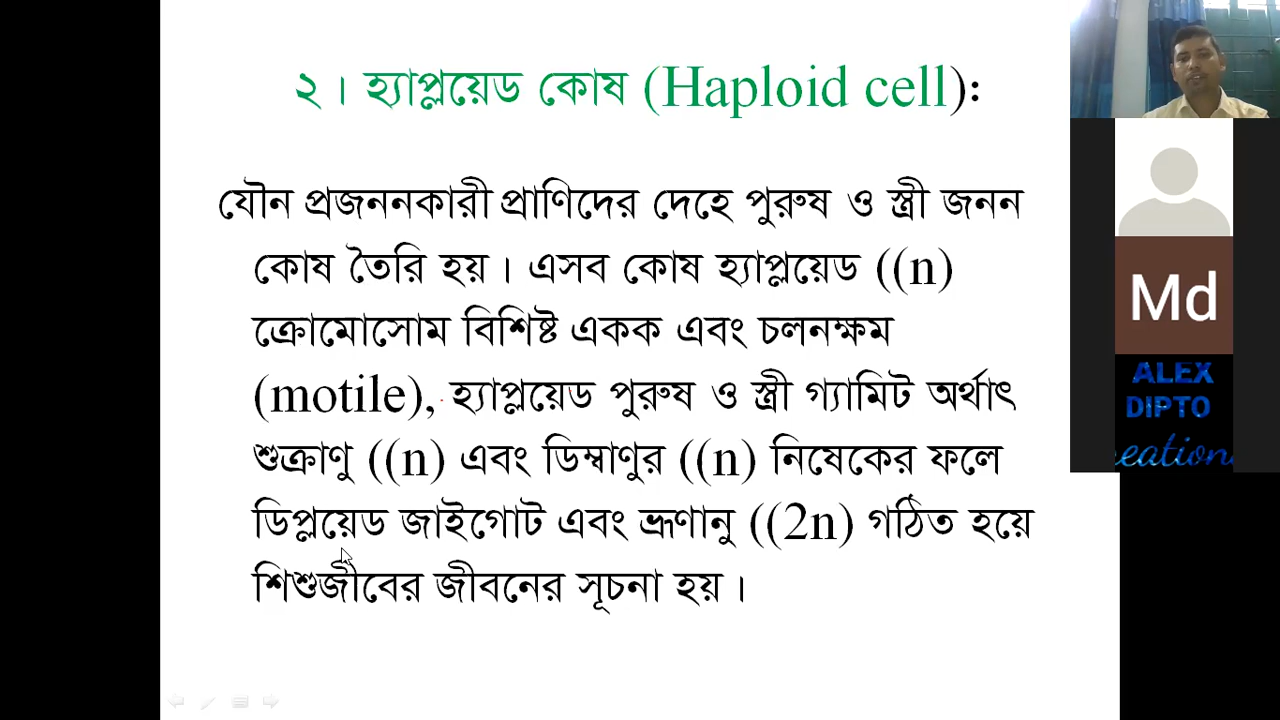 ২। হ্যাপ্লয়েড কোষ (Haploid cell):
যৌন প্রজননকারী প্রাণিদের দেহে পুরুষ ও স্ত্রী জনন
কোষ তৈরি হয়। এসব কোষ হ্যাপ্লয়েড ((n)
ক্রোমোসোম বিশিষ্ট একক এবং চলনক্ষম
(motile), হ্যাপ্লয়েড পুরুষ ও স্ত্রী গ্যামিট অর্থাৎ
শুক্রাণু ((n) এবং ডিম্বাণুর ((n) নিষেকের ফলে
ডিপ্লয়েড জাইগোট এবং ভ্রূণানু ((2n) গঠিত হয়ে
শিশুজীবের জীবনের সূচনা হয়।
Md
ALEX
DIPTO